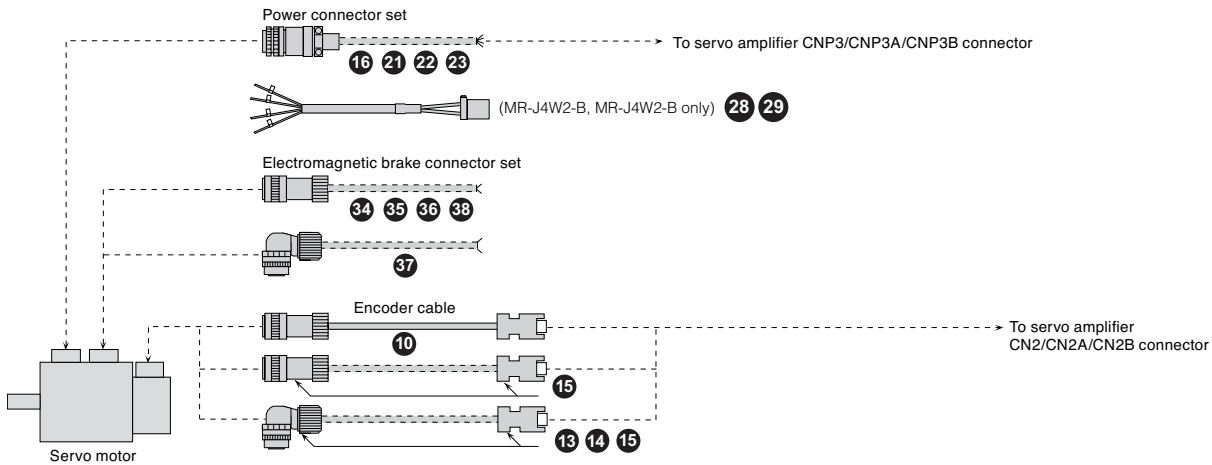 Power connector set
To servo amplifier CNP3/CNP3A/CNP3B connector
16 21 22 23
(MR-J4W2-B, MR-J4W2-B only) 28 29
Electromagnetic brake connector set
34 35 36 38
37
Encoder cable
10
To servo amplifier
CN2/CN2A/CN2B connector
15
13 14 15
Servo motor